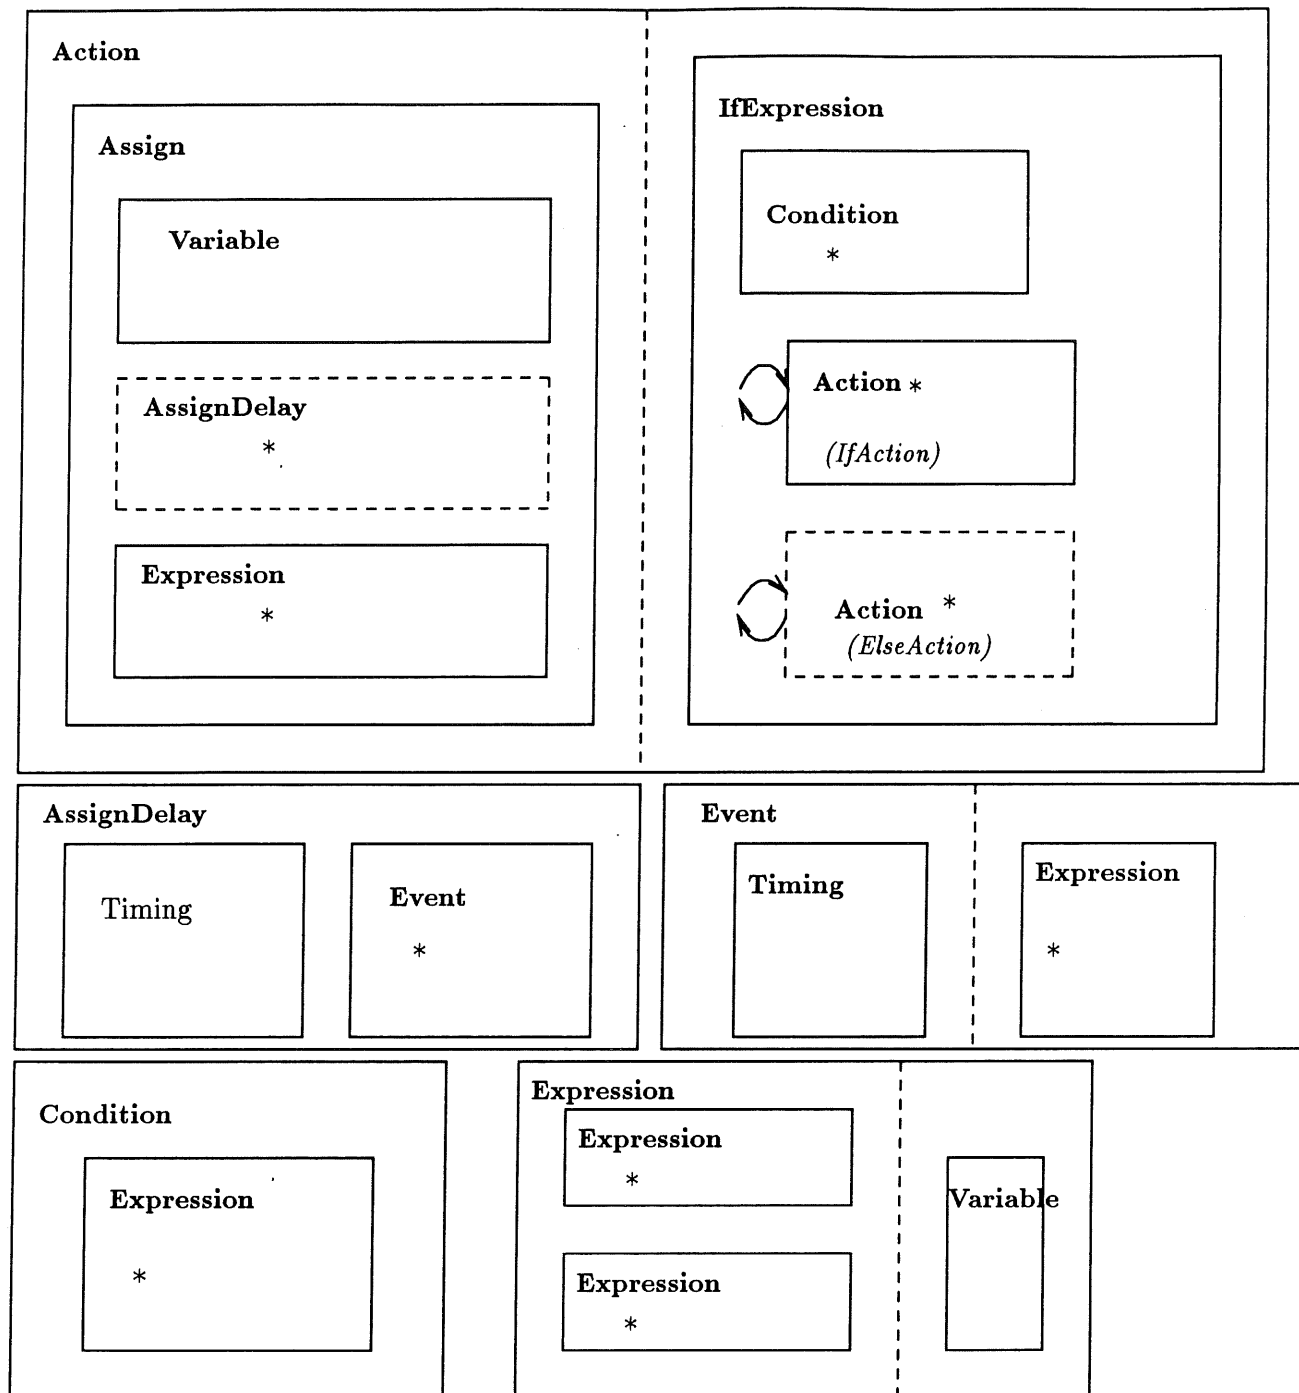 Action
Assign
Variable
AssignDelay
*
Expression
*
IfExpression
Condition
*
Action *
(IfAction)
Action *
(ElseAction)
AssignDelay
Timing
Event
*
Event
Timing
Expression
*
Condition
Expression
*
Expression
Expression
*
Expression
*
Variable